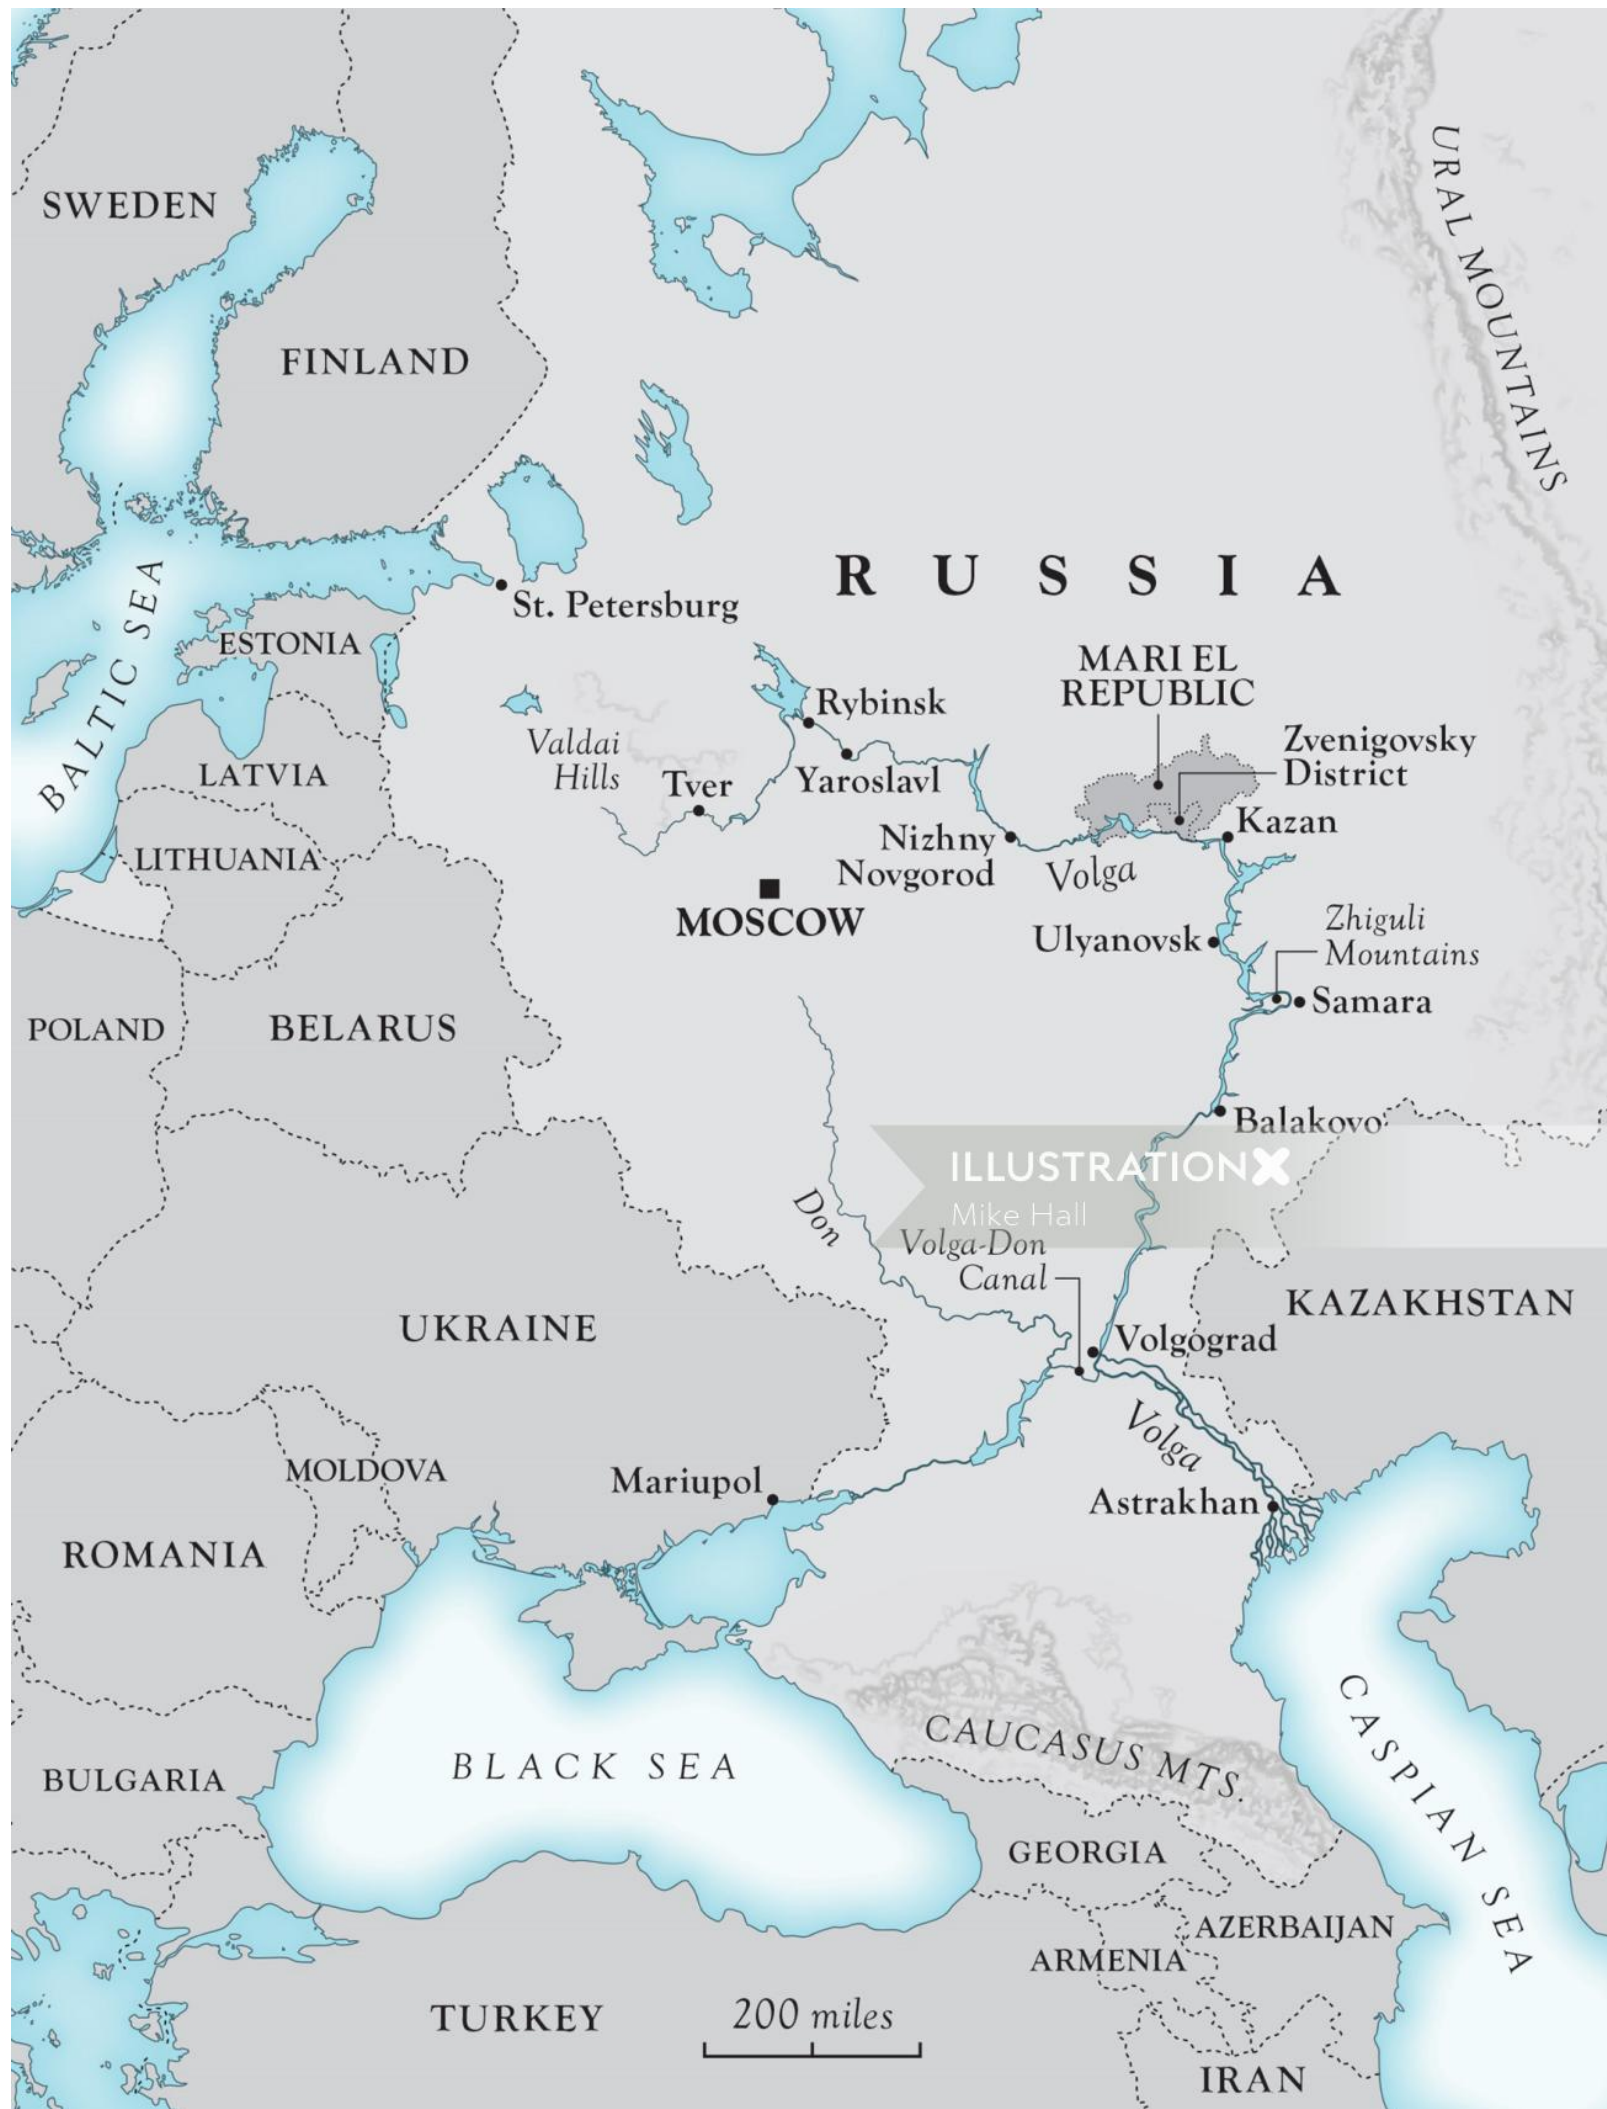 URAL MOUNTAINS
SWEDEN
FINLAND
RUSSIA
BALTIC SEA
St. Petersburg
ESTONIA
MARI EL
REPUBLIC
Rybinsk
Zvenigovsky
District
Valdai
Hills
LATVIA
Tver
Yaroslavl
Kazan
Nizhny
Novgorod
Volga
LITHUANIA
MOSCOW
Ulyanovsk
Zhiguli
Mountains
Samara
POLAND
BELARUS
Balakovo
ILLUSTRATIONX
Mike Hall
Don
Volga-Don
Canal
KAZAKHSTAN
UKRAINE
Volgograd
Volga
MOLDOVA
Mariupol
Astrakhan
ROMANIA
CASPIAN SEA
CAUCASUS MTS.
BLACK SEA
BULGARIA
GEORGIA
AZERBAIJAN
ARMENIA
TURKEY
200 miles
IRAN